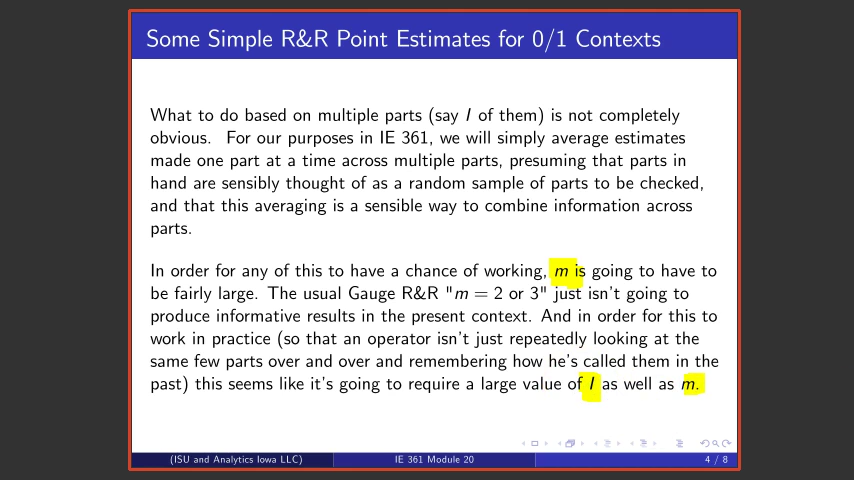 Some Simple R&R Point Estimates for 0/1 Contexts
What to do based on multiple parts (say I of them) is not completely
obvious. For our purposes in IE 361, we will simply average estimates
made one part at a time across multiple parts, presuming that parts in
hand are sensibly thought of as a random sample of parts to be checked,
and that this averaging is a sensible way to combine information across
parts.
In order for any of this to have a chance of working, m is going to have to
be fairly large. The usual Gauge R&R "m = 2 or 3" just isn't going to
produce informative results in the present context. And in order for this to
work in practice (so that an operator isn't just repeatedly looking at the
same few parts over and over and remembering how he's called them in the
past) this seems like it's going to require a large value of I as well as m.
(ISU and Analytics Iowa LLC) IE 361 Module 20 4 / 8